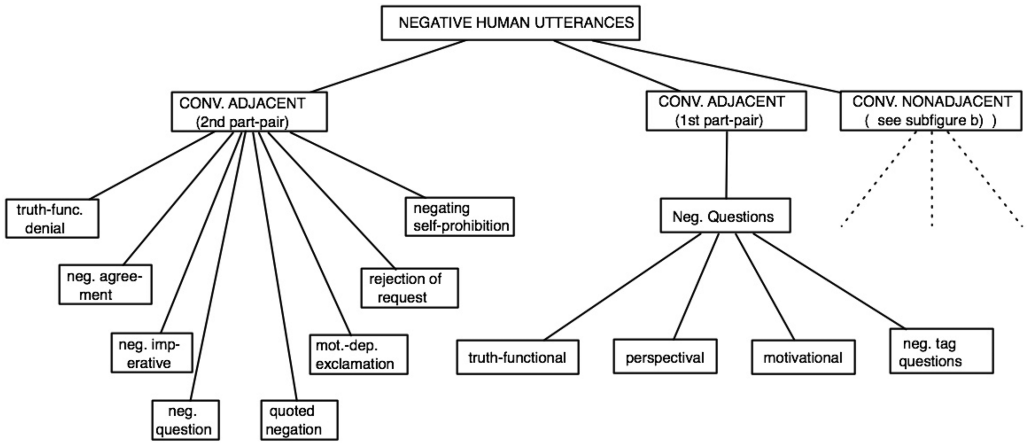 NEGATIVE HUMAN UTTERANCES
CONV. ADJACENT
(2nd part-pair)
CONV. ADJACENT
(1st part-pair)
CONV. NONADJACENT
( see subfigure b) )
truth-func.
denial
neg. agree-
ment
neg. imp-
erative
neg.
question
quoted
negation
mot.-dep.
exclamation
rejection of
request
negating
self-prohibition
Neg. Questions
truth-functional
perspectival
motivational
neg. tag
questions